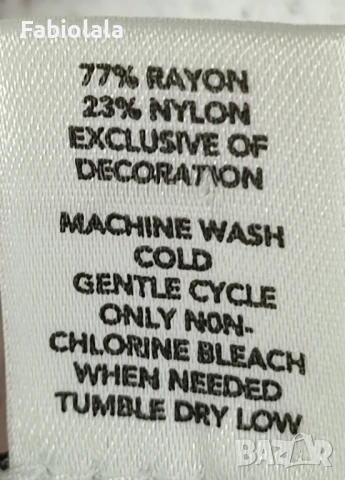 Fabiolala
77% RAYON
23% NYLON
EXCLUSIVE OF
DECORATION
MACHINE WASH
COLD
GENTLE CYCLE
ONLY NON-
CHLORINE BLEACH
WHEN NEEDED
TUMBLE DRY LOW
BAZAR